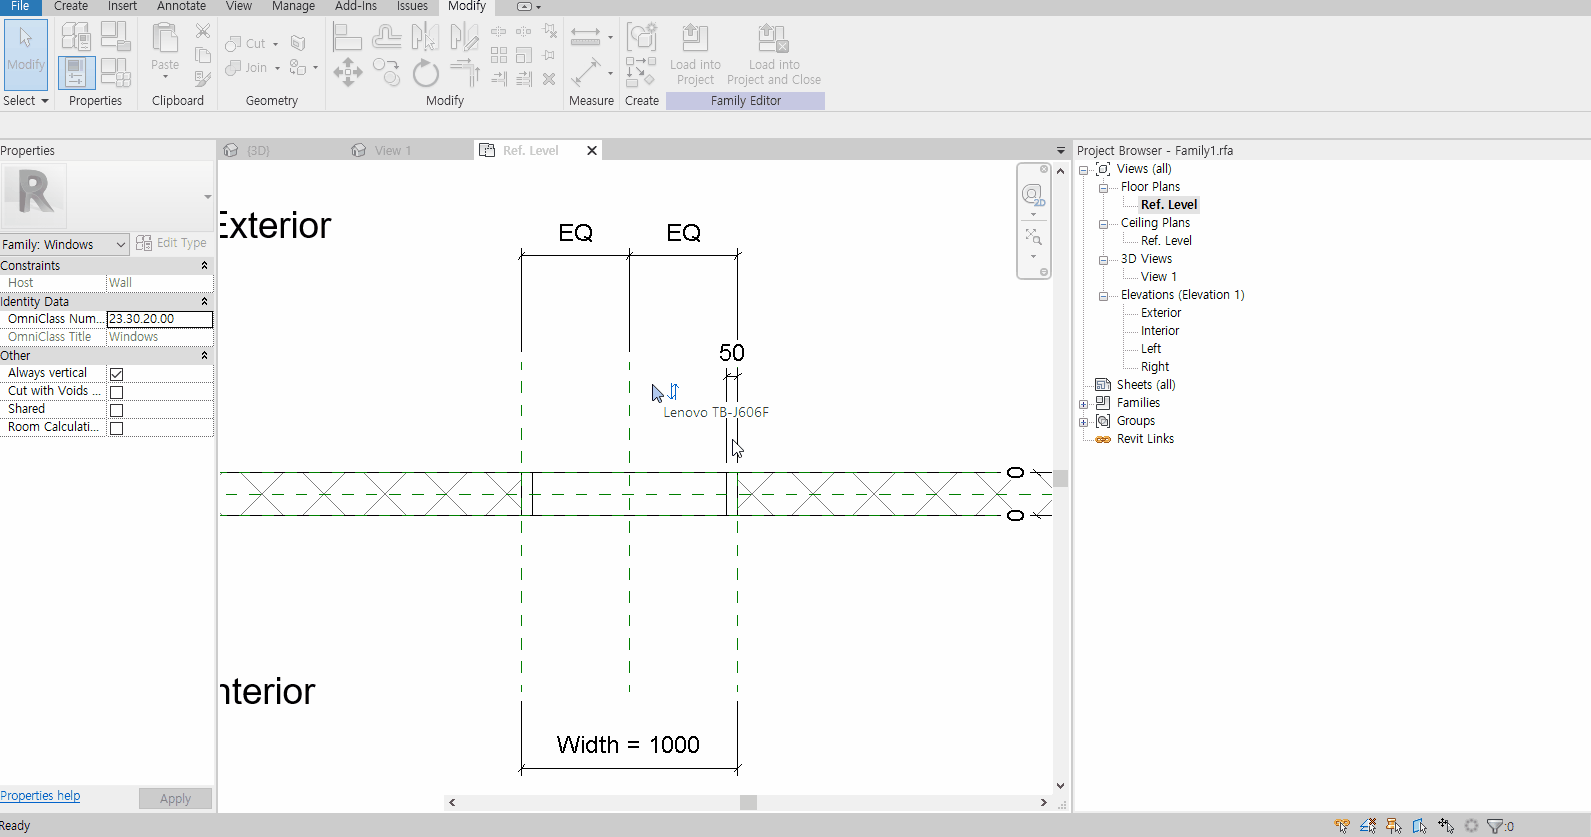 File Create Insert Annotate View Manage Add-Ins Issues Modify
Modify
Select
Properties
Paste
Clipboard
Cut
Join
Geometry
Modify
Measure
Create
Load into
Project
Load into
Project and Close
Family Editor
Properties
R
Family: Windows
Edit Type
Constraints
Host Wall
Identity Data
OmniClass Num... 23.30.20.00
OmniClass Title Windows
Other
Always vertical
Cut with Voids ...
Shared
Room Calculati...
Properties help
Apply
Ready
{3D}
View 1
Ref. Level
2D
Exterior
EQ EQ
50
Lenovo TB-J606F
0
0
nterior
Width = 1000
Project Browser - Family1.rfa
Views (all)
Floor Plans
Ref. Level
Ceiling Plans
Ref. Level
3D Views
View 1
Elevations (Elevation 1)
Exterior
Interior
Left
Right
Sheets (all)
Families
Groups
Revit Links
:0